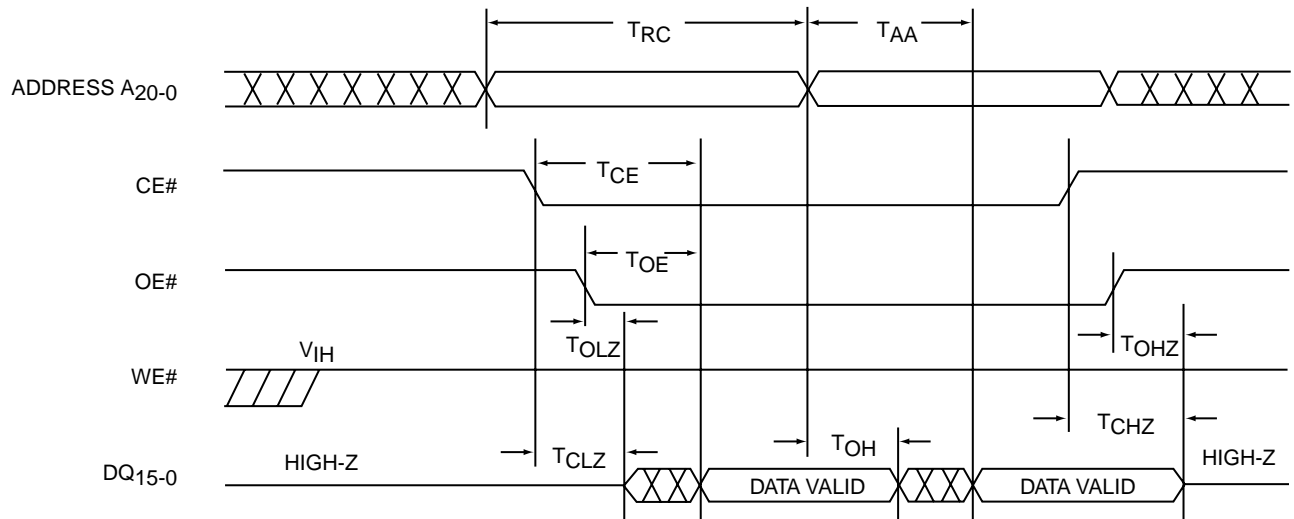 TRC
TAA
ADDRESS A20-0
TCE
CE#
TOE
OE#
TOLZ
TOHZ
VIH
WE#
TCHZ
TCLZ
TOH
HIGH-Z
HIGH-Z
DQ15-0
DATA VALID
DATA VALID